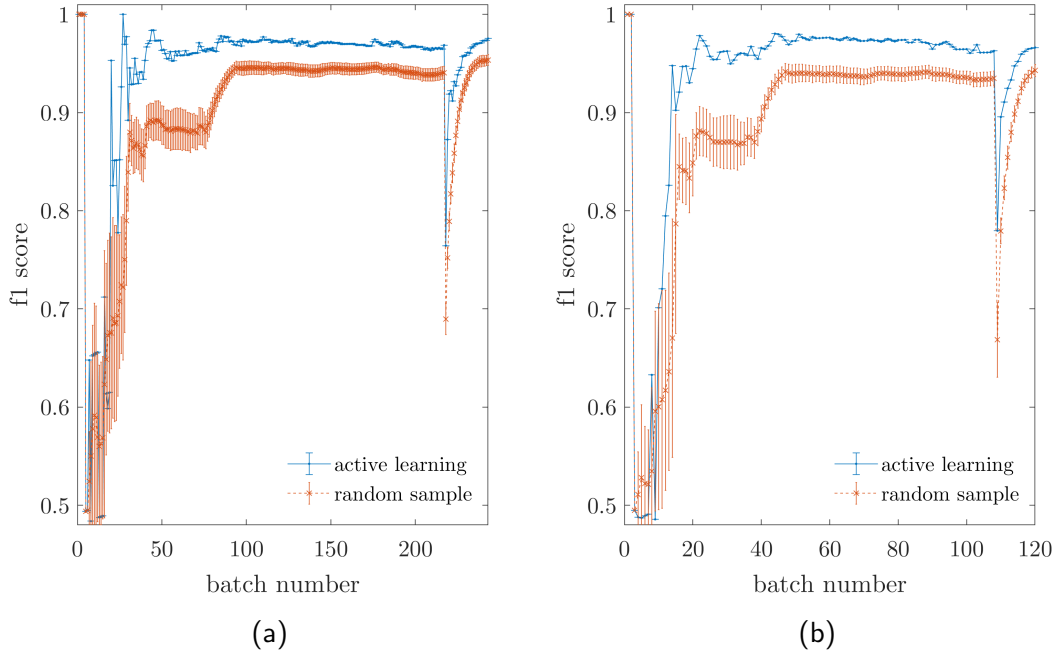 1
0.9
0.8
0.7
0.6
0.5
f1 score
active learning
random sample
0 50 100 150 200
batch number
(a)
1
0.9
0.8
0.7
0.6
0.5
f1 score
active learning
random sample
0 20 40 60 80 100 120
batch number
(b)